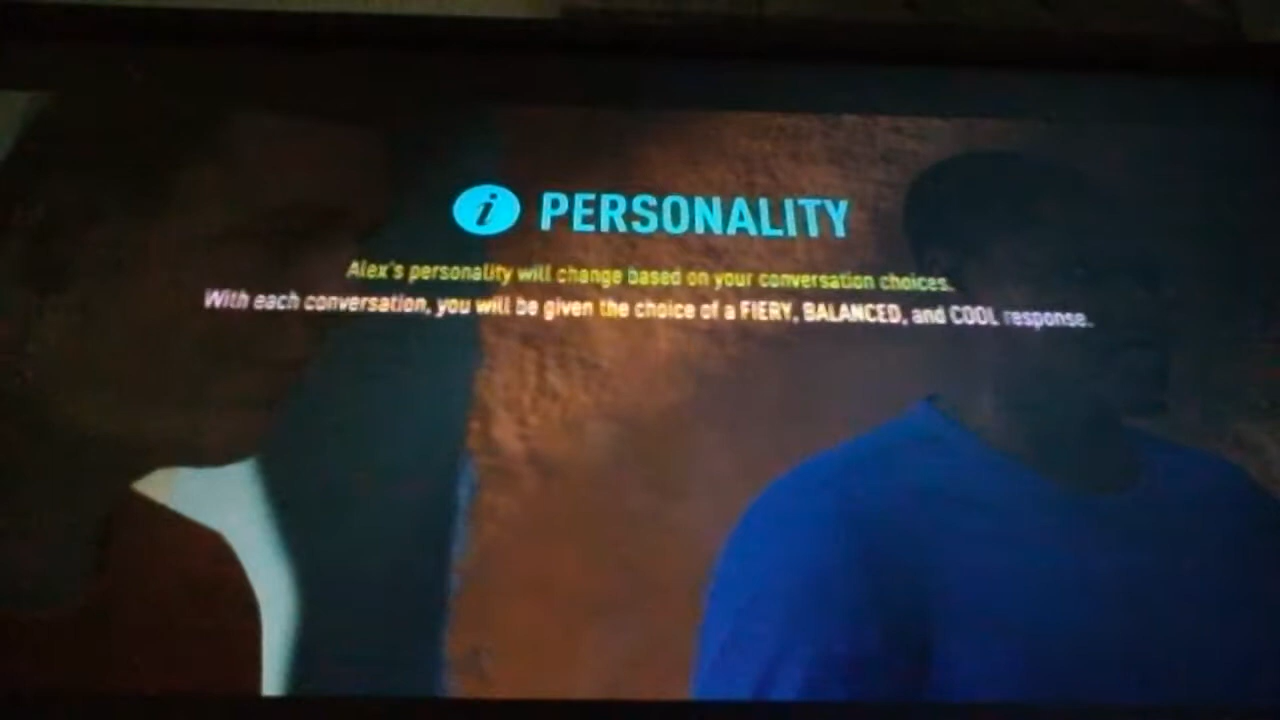 i PERSONALITY
Alex's personality will change based on your conversation choices.
With each conversation, you will be given the choice of a FIERY, BALANCED, and COOL response.